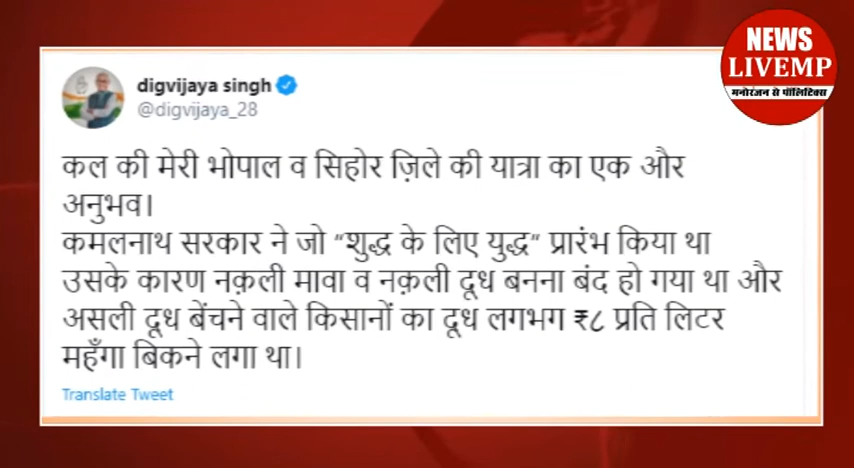 NEWS
LIVEMP
मनोरंजन से पॉलिटिक्स
digvijaya singh
@digvijaya_28
कल की मेरी भोपाल व सिहोर ज़िले की यात्रा का एक और
अनुभव।
कमलनाथ सरकार ने जो “शुद्ध के लिए युद्ध” प्रारंभ किया था
उसके कारण नक़ली मावा व नक़ली दूध बनना बंद हो गया था और
असली दूध बेंचने वाले किसानों का दूध लगभग ₹८ प्रति लिटर
महँगा बिकने लगा था।
Translate Tweet